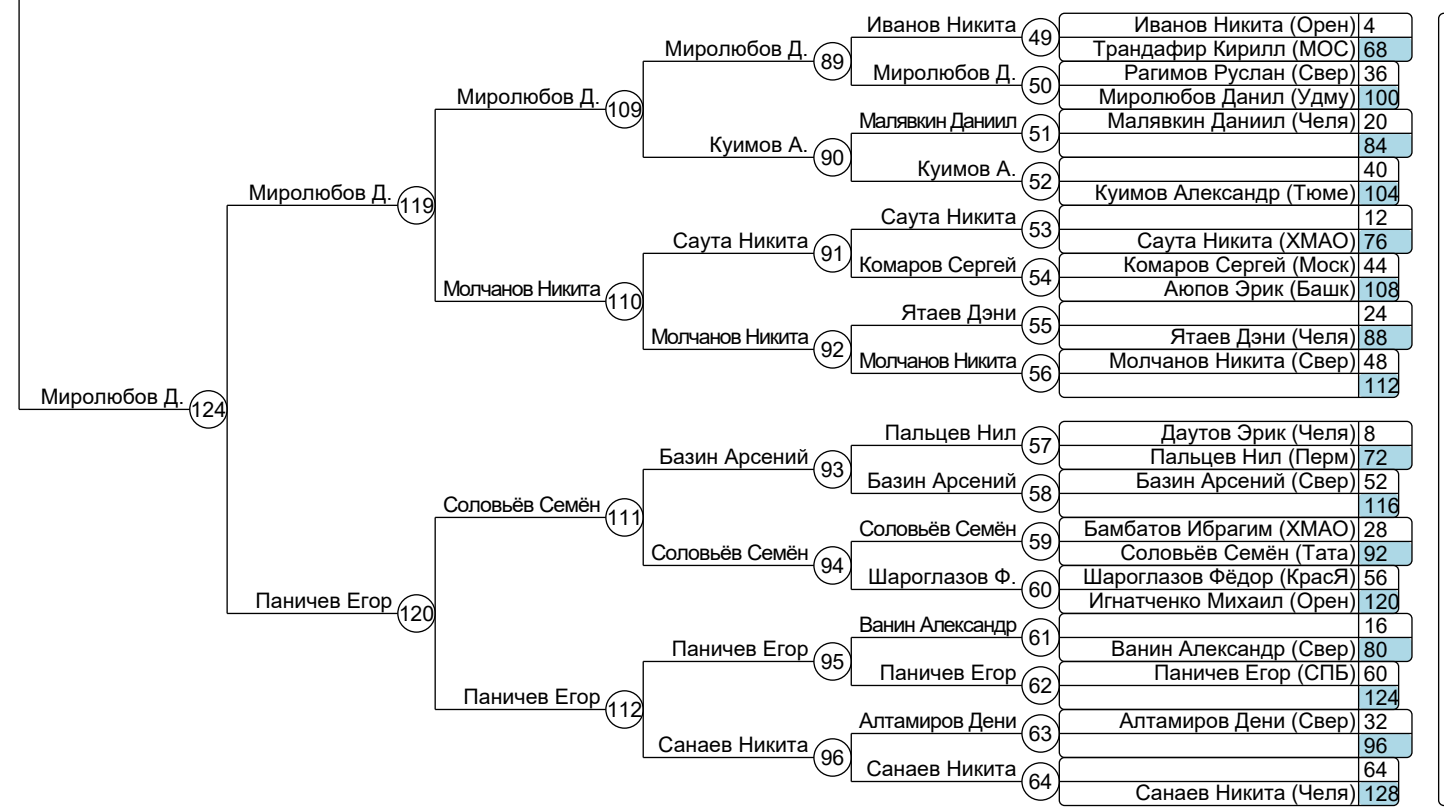 Иванов Никита 49 Иванов Никита (Орен) 4
Трандафир Кирилл (МОС) 68
Миролюбов Д. 89
Миролюбов Д. 50 Рагимов Руслан (Свер) 36
Миролюбов Данил (Удму) 100
Миролюбов Д. 109
Малявкин Даниил 51 Малявкин Даниил (Челя) 20
84
Куимов А. 90
Куимов А. 52 40
Куимов Александр (Тюме) 104
Миролюбов Д. 119
Саута Никита 53 12
Саута Никита (ХМАО) 76
Саута Никита 91
Комаров Сергей 54 Комаров Сергей (Моск) 44
Аюпов Эрик (Башк) 108
Молчанов Никита 110
Ятаев Дэни 55 24
Ятаев Дэни (Челя) 88
Молчанов Никита 92
Молчанов Никита 56 Молчанов Никита (Свер) 48
112
Миролюбов Д. 124
Пальцев Нил 57 Даутов Эрик (Челя) 8
Пальцев Нил (Перм) 72
Базин Арсений 93
Базин Арсений 58 Базин Арсений (Свер) 52
116
Соловьёв Семён 111
Соловьёв Семён 59 Бамбатов Ибрагим (ХМАО) 28
Соловьёв Семён (Тата) 92
Соловьёв Семён 94
Шароглазов Ф. 60 Шароглазов Фёдор (КрасЯ) 56
Игнатченко Михаил (Орен) 120
Паничев Егор 120
Ванин Александр 61 16
Ванин Александр (Свер) 80
Паничев Егор 95
Паничев Егор 62 Паничев Егор (СПБ) 60
124
Паничев Егор 112
Алтамиров Дени 63 Алтамиров Дени (Свер) 32
96
Санаев Никита 96
Санаев Никита 64 64
Санаев Никита (Челя) 128